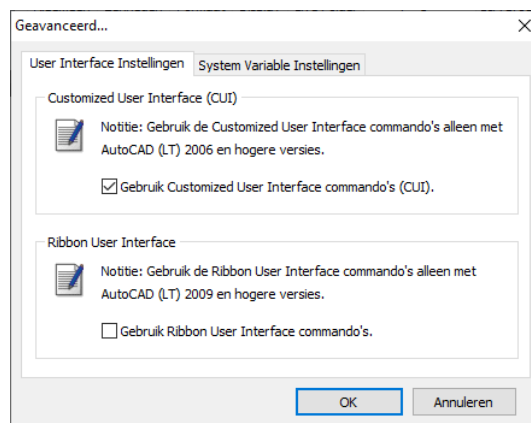 Geavanceerd...
User Interface Instellingen
System Variable Instellingen
Customized User Interface (CUI)
Notitie: Gebruik de Customized User Interface commando's alleen met
AutoCAD (LT) 2006 en hogere versies.
Gebruik Customized User Interface commando's (CUI).
Ribbon User Interface
Notitie: Gebruik de Ribbon User Interface commando's alleen met
AutoCAD (LT) 2009 en hogere versies.
Gebruik Ribbon User Interface commando's.
OK
Annuleren